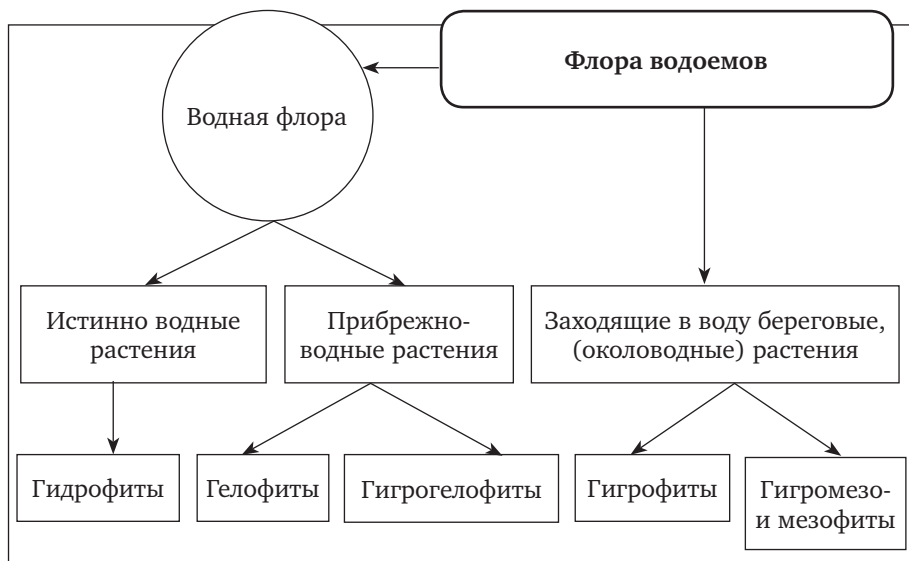 Флора водоемов
Водная флора
Истинно водные
растения
Прибрежно-
водные растения
Заходящие в воду береговые,
(околоводные) растения
Гидрофиты
Гелофиты
Гигрогелофиты
Гигрофиты
Гигромезо-
и мезофиты